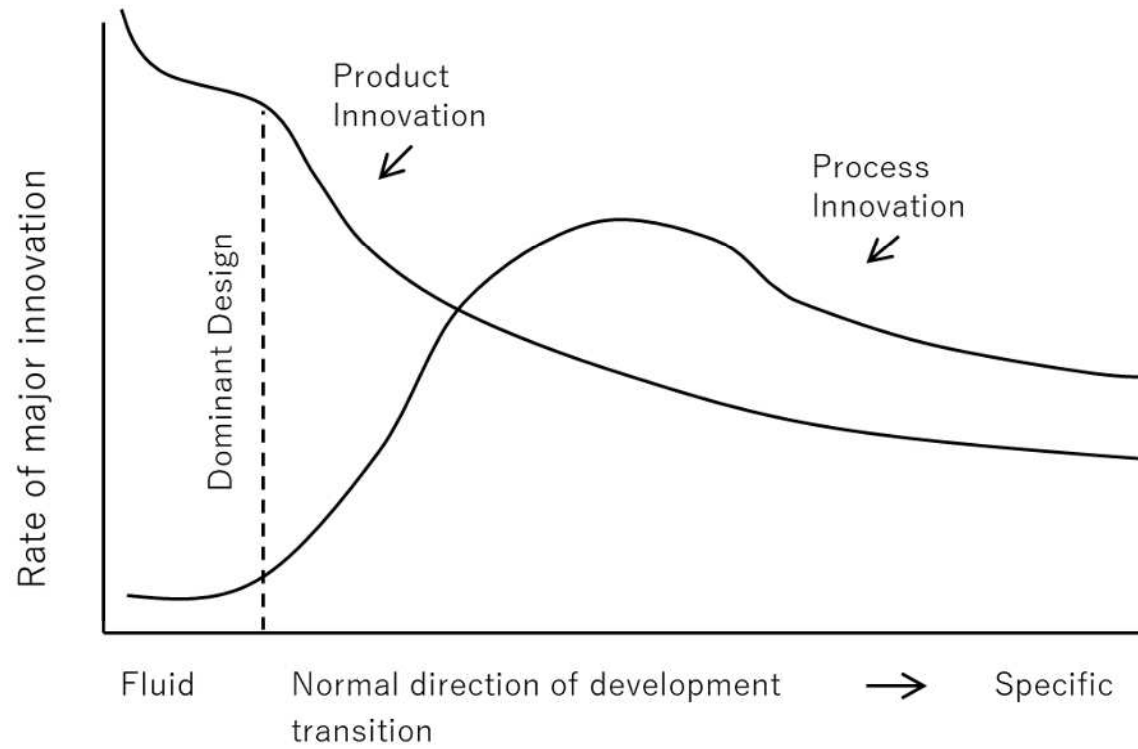 Product
Innovation
Process
Innovation
Dominant Design
Rate of major innovation
Fluid
Normal direction of development
transition
Specific